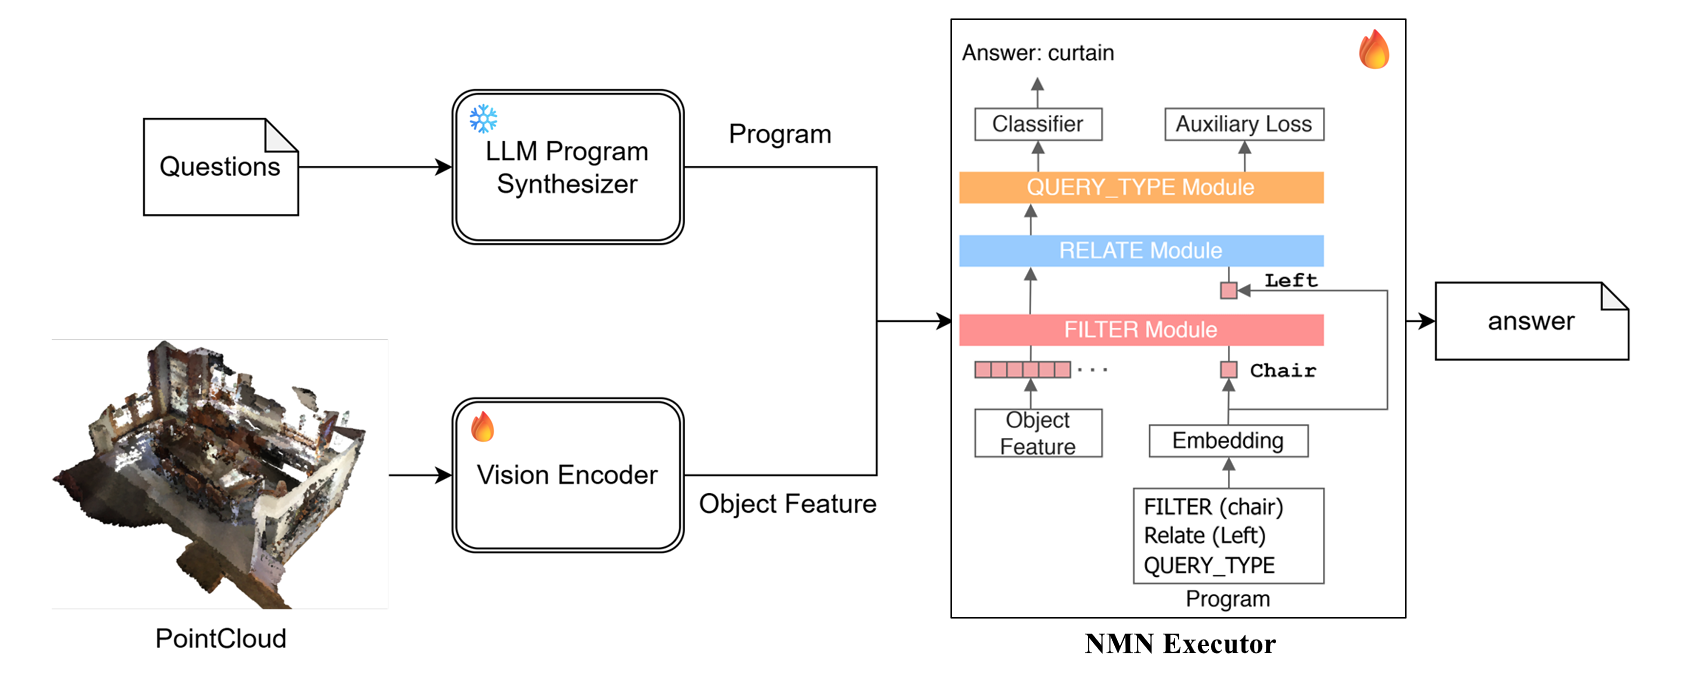 Questions
LLM Program
Synthesizer
Program
PointCloud
Vision Encoder
Object Feature
Answer: curtain
Classifier
Auxiliary Loss
QUERY_TYPE Module
RELATE Module
Left
FILTER Module
Chair
Object
Feature
Embedding
FILTER (chair)
Relate (Left)
QUERY_TYPE
Program
NMN Executor
answer